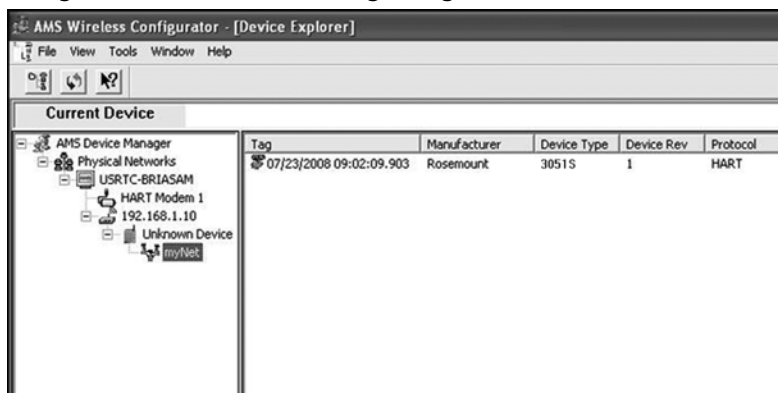 AMS Wireless Configurator - [Device Explorer]
File View Tools Window Help
Current Device
AMS Device Manager
Physical Networks
USRTC-BRIASAM
HART Modem 1
192.168.1.10
Unknown Device
myNet
Tag Manufacturer Device Type Device Rev Protocol
07/23/2008 09:02:09.903 Rosemount 3051S 1 HART